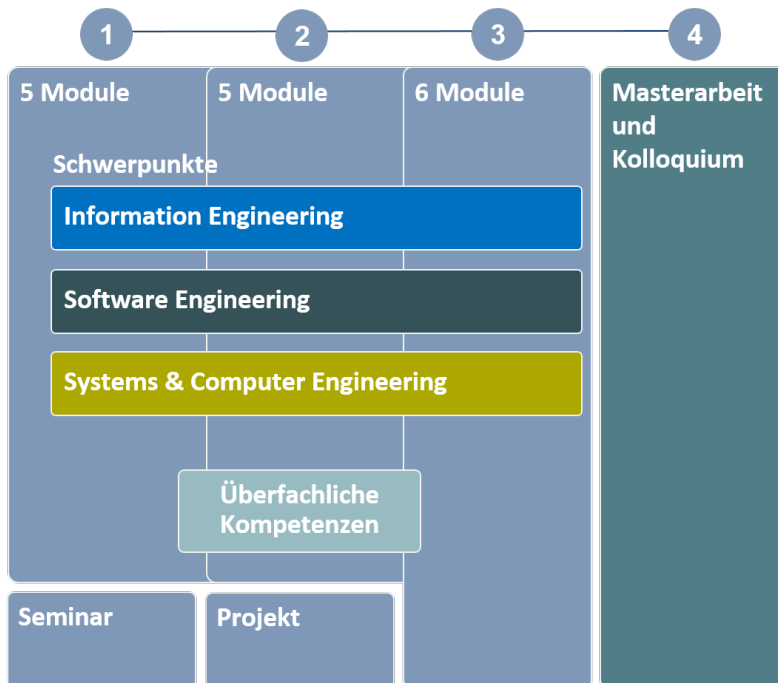 1
2
3
4
5 Module
5 Module
6 Module
Masterarbeit
und
Kolloquium
Schwerpunkte
Information Engineering
Software Engineering
Systems & Computer Engineering
Überfachliche
Kompetenzen
Seminar
Projekt